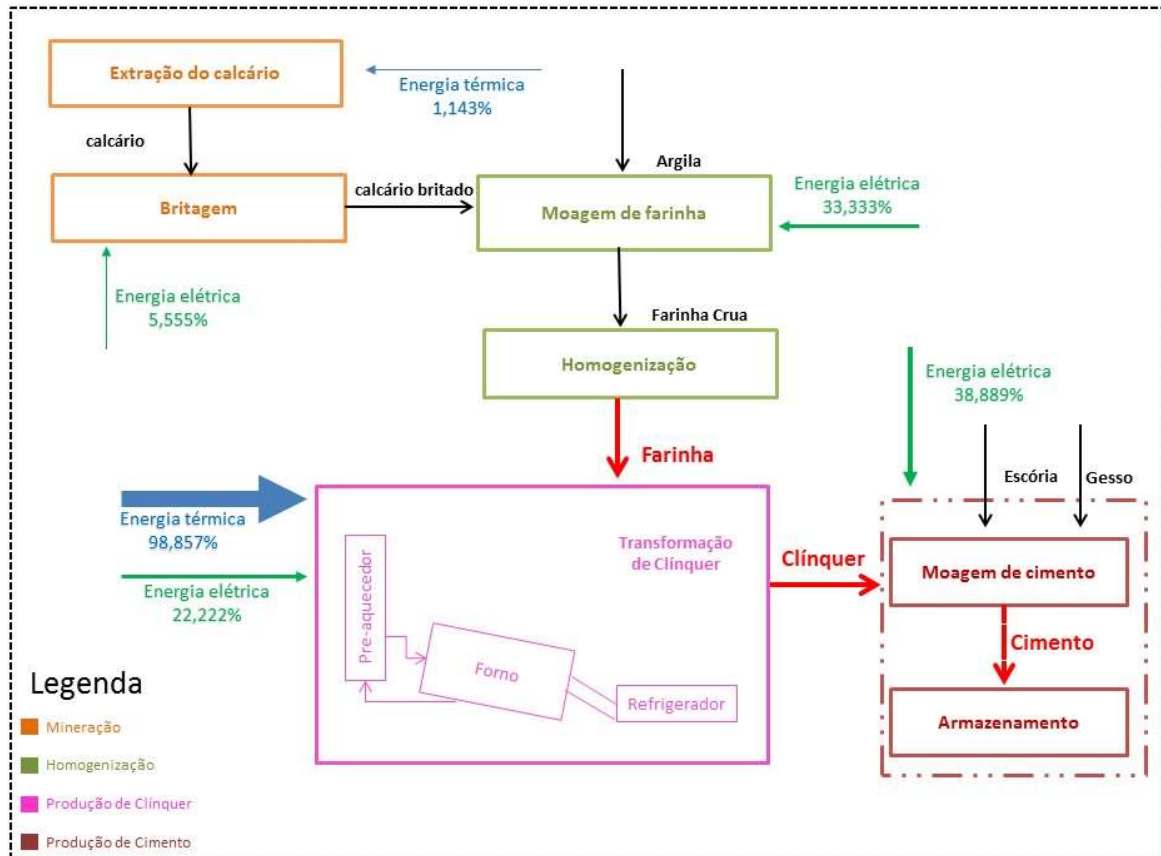 Extração do calcário
Energia térmica
1,143%
calcário
Argila
Britagem
calcário britado
Moagem de farinha
Energia elétrica
33,333%
Energia elétrica
5,555%
Farinha Crua
Homogenização
Energia elétrica
38,889%
Farinha
Escória
Gesso
Energia térmica
98,857%
Energia elétrica
22,222%
Transformação
de Clínquer
Pre-aquecedor
Forno
Refrigerador
Clínquer
Moagem de cimento
Cimento
Armazenamento
Legenda
Mineração
Homogenização
Produção de Clínquer
Produção de Cimento